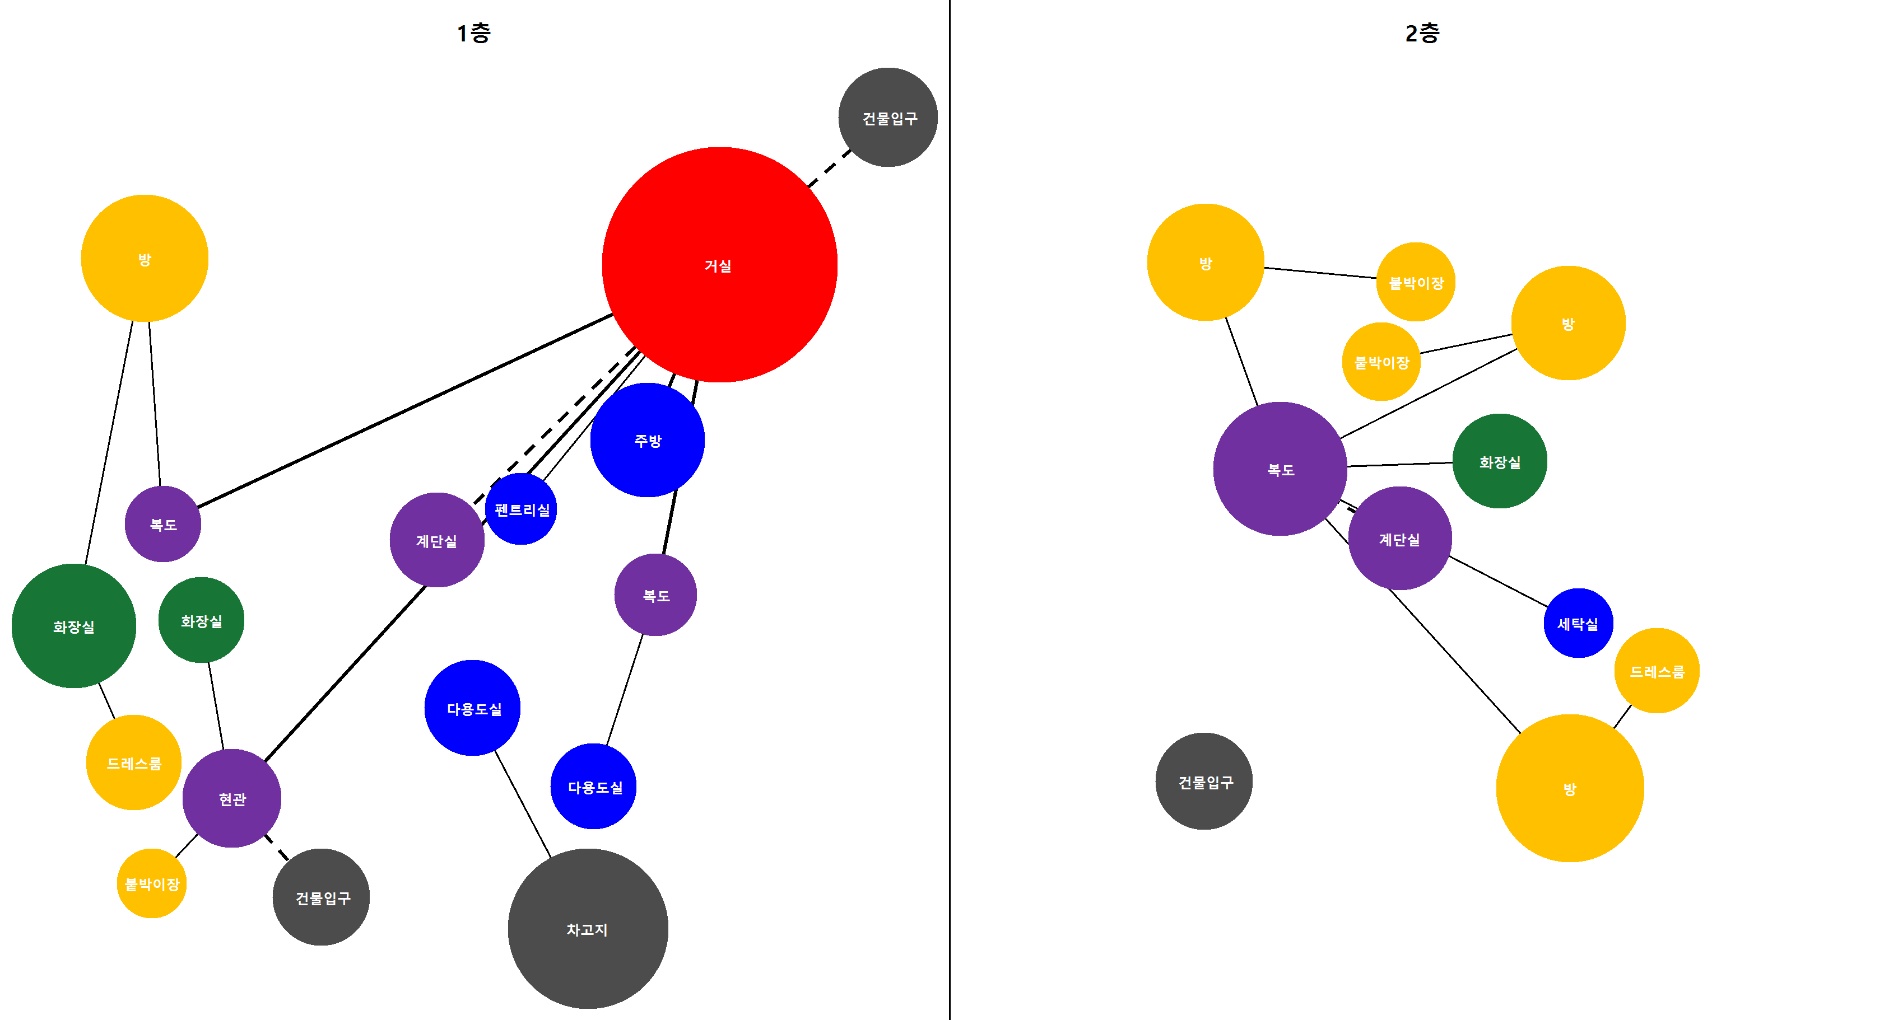 1층
건물입구
거실
방
주방
펜트리실
복도
계단실
복도
화장실
화장실
다용도실
드레스룸
현관
다용도실
붙박이장
건물입구
차고지
2층
방
붙박이장
방
붙박이장
화장실
복도
계단실
세탁실
드레스룸
건물입구
방